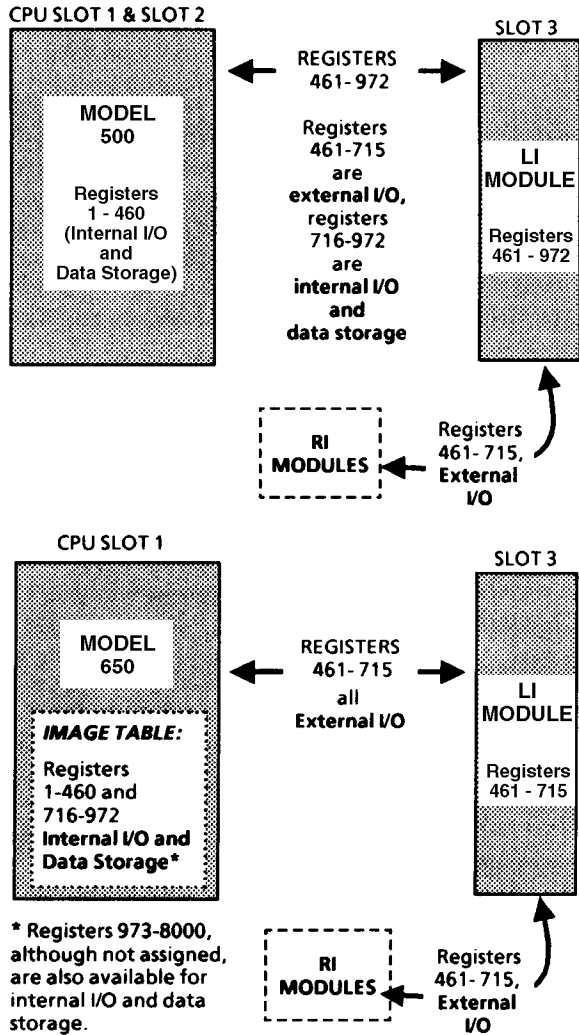 CPU SLOT 1 & SLOT 2
MODEL
500
Registers
1 - 460
(Internal I/O
and
Data Storage)
REGISTERS
461-972
Registers
461-715
are
external I/O,
registers
716-972
are
internal I/O
and
data storage
SLOT 3
LI
MODULE
Registers
461 - 972
RI
MODULES
Registers
461-715,
External
I/O
CPU SLOT 1
MODEL
650
IMAGE TABLE:
Registers
1-460 and
716-972
Internal I/O and
Data Storage*
REGISTERS
461-715
all
External I/O
SLOT 3
LI
MODULE
Registers
461 - 715
* Registers 973-8000,
although not assigned,
are also available for
internal I/O and data
storage.
RI
MODULES
Registers
461-715,
External
I/O